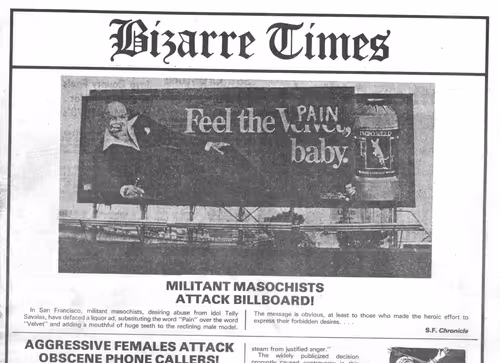 Bizarre Times
Feel the PAIN,
baby.
MILITANT MASOCHISTS
ATTACK BILLBOARD!
In San Francisco, militant masochists, desiring abuse from idol Telly
Savalas, have defaced a liquor ad, substituting the word "Pain" over the word
"Velvet" and adding a mouthful of huge teeth to the reclining male model.
The message is obvious, at least to those who made the heroic effort to
express their forbidden desires. . . .
S.F. Chronicle
AGGRESSIVE FEMALES ATTACK
OBSCENE PHONE CALLERS!
steam from justified anger."
The widely publicized decision